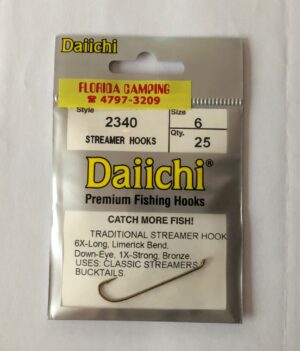 Daiichi
FLORIDA CAMPING
☎ 4797-3209
Style Size
2340 6
STREAMER HOOKS Qty. 25
Daiichi®
Premium Fishing Hooks
CATCH MORE FISH!
TRADITIONAL STREAMER HOOK
6X-Long, Limerick Bend,
Down-Eye, 1X-Strong, Bronze.
USES: CLASSIC STREAMERS
BUCKTAILS.